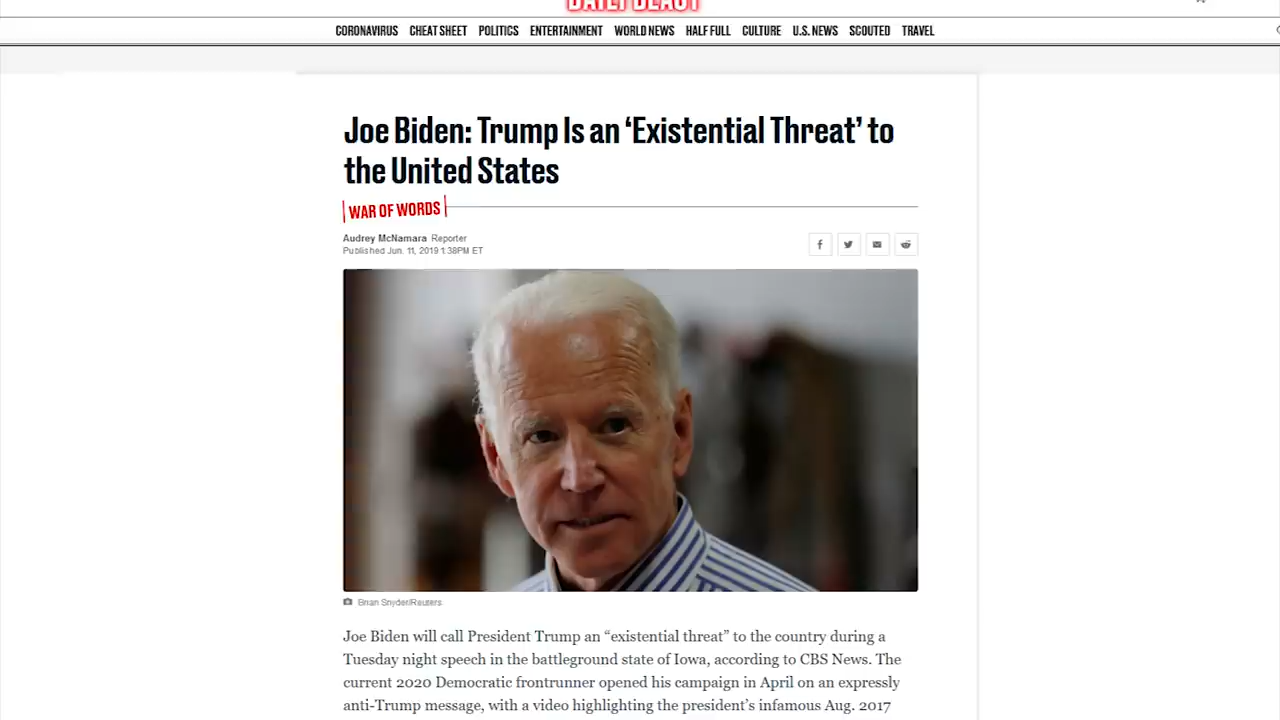 DAILY BEAST
CORONAVIRUS CHEAT SHEET POLITICS ENTERTAINMENT WORLD NEWS HALF FULL CULTURE U.S. NEWS SCOUTED TRAVEL
Joe Biden: Trump Is an ‘Existential Threat’ to
the United States
WAR OF WORDS
Audrey McNamara Reporter
Published Jun. 11, 2019 1:38PM ET
Brian Snyder/Reuters
Joe Biden will call President Trump an “existential threat” to the country during a
Tuesday night speech in the battleground state of Iowa, according to CBS News. The
current 2020 Democratic frontrunner opened his campaign in April on an expressly
anti-Trump message, with a video highlighting the president’s infamous Aug. 2017